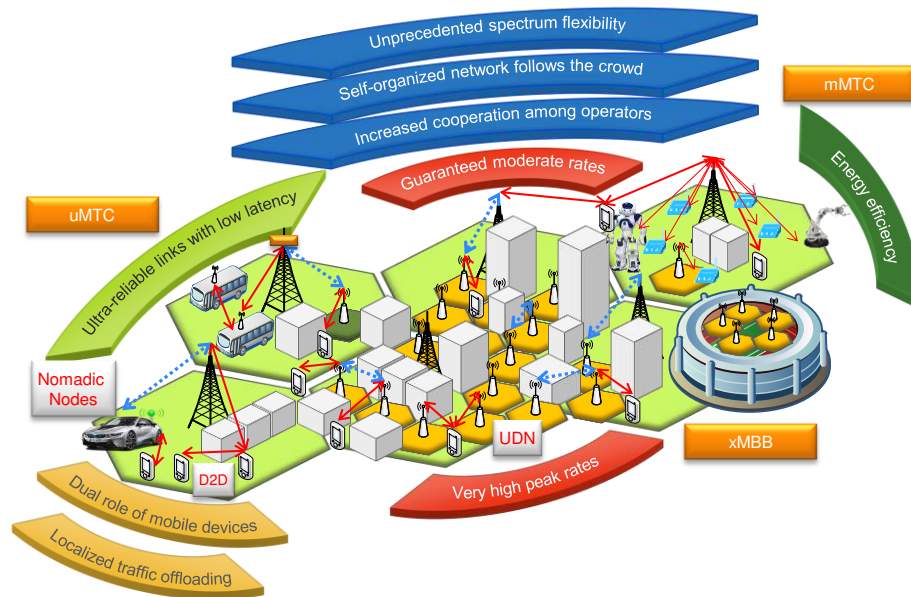 Unprecedented spectrum flexibility
Self-organized network follows the crowd
mMTC
Increased cooperation among operators
Guaranteed moderate rates
Energy efficiency
uMTC
Ultra-reliable links with low latency
Nomadic
Nodes
UDN
xMBB
D2D
Very high peak rates
Dual role of mobile devices
Localized traffic offloading